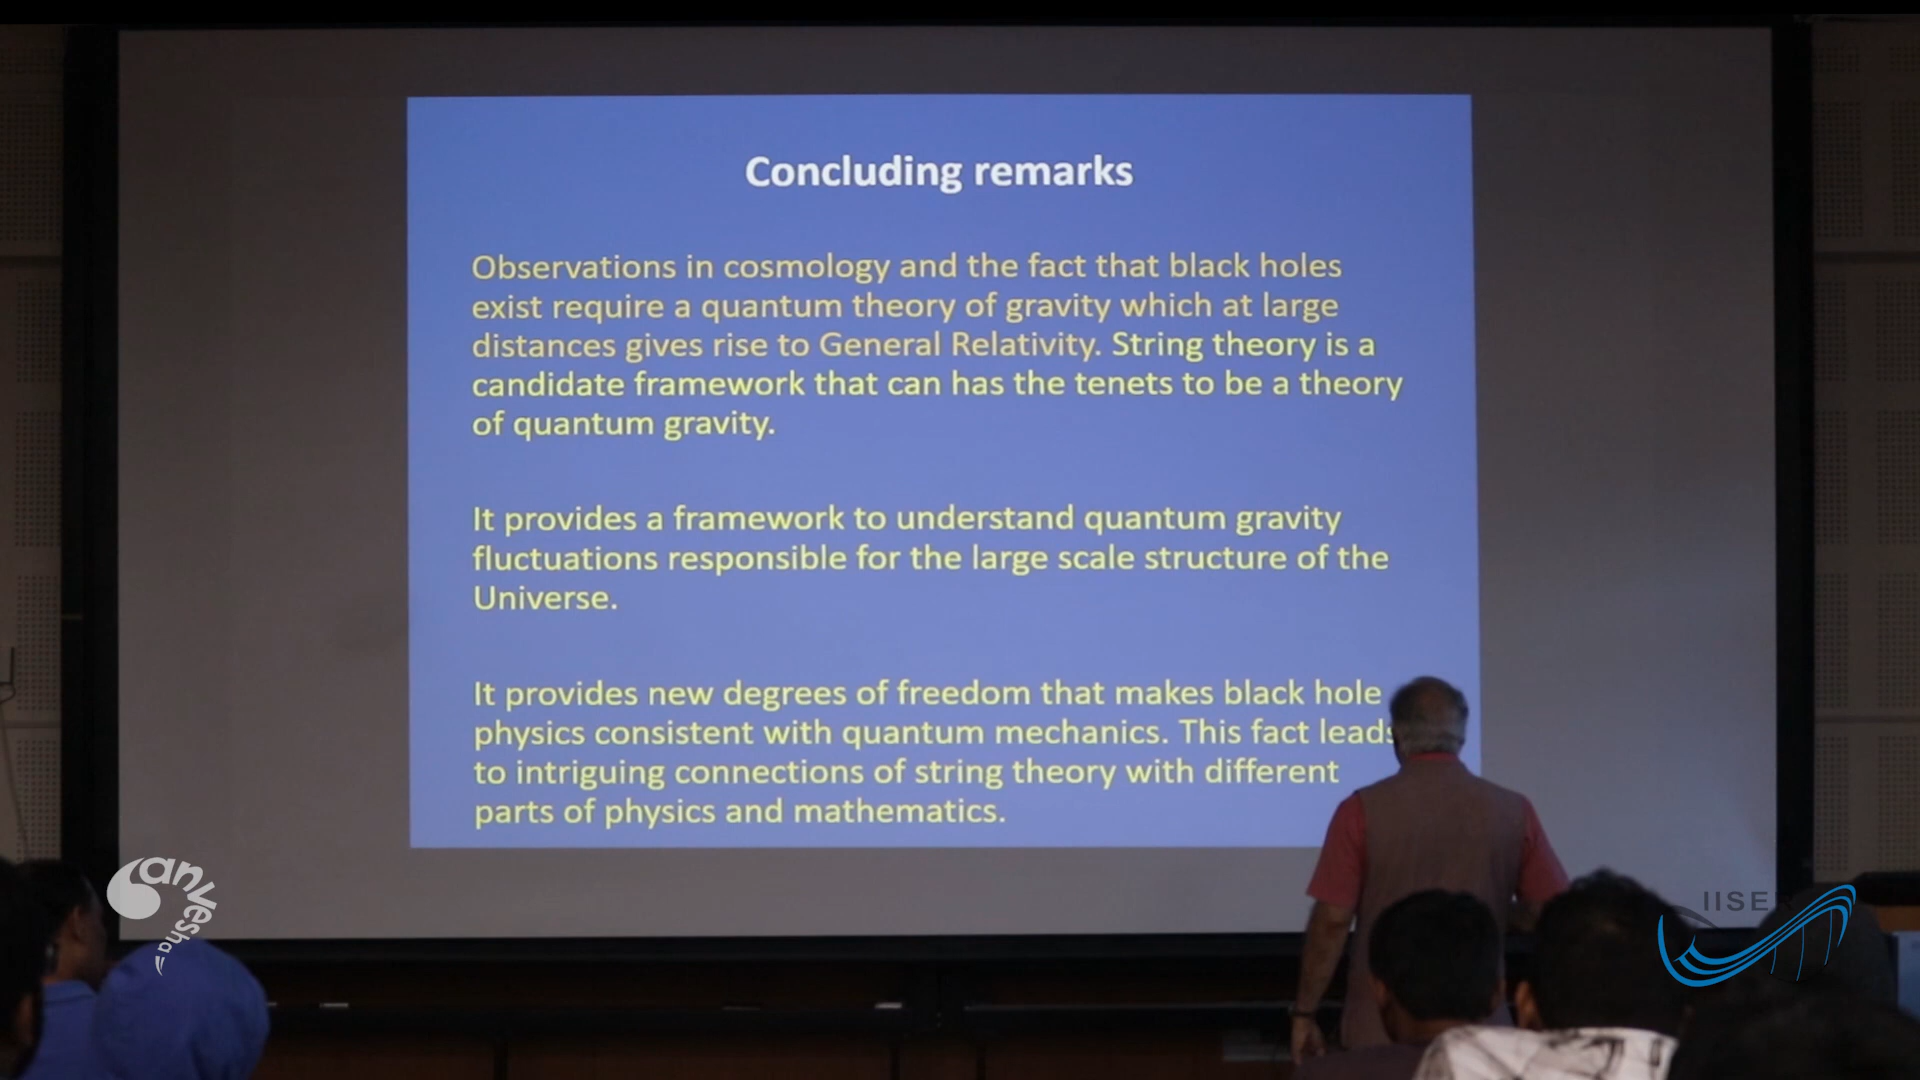 Concluding remarks
Observations in cosmology and the fact that black holes
exist require a quantum theory of gravity which at large
distances gives rise to General Relativity. String theory is a
candidate framework that can has the tenets to be a theory
of quantum gravity.
It provides a framework to understand quantum gravity
fluctuations responsible for the large scale structure of the
Universe.
It provides new degrees of freedom that makes black hole
physics consistent with quantum mechanics. This fact leads
to intriguing connections of string theory with different
parts of physics and mathematics.
anvesha
IISE